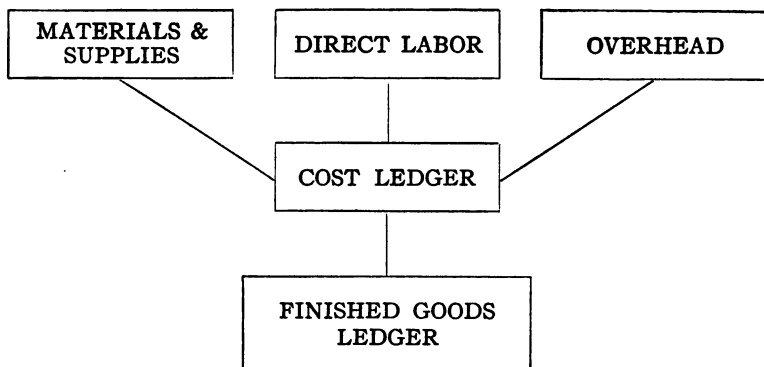 MATERIALS &
SUPPLIES
DIRECT LABOR
OVERHEAD
COST LEDGER
FINISHED GOODS
LEDGER